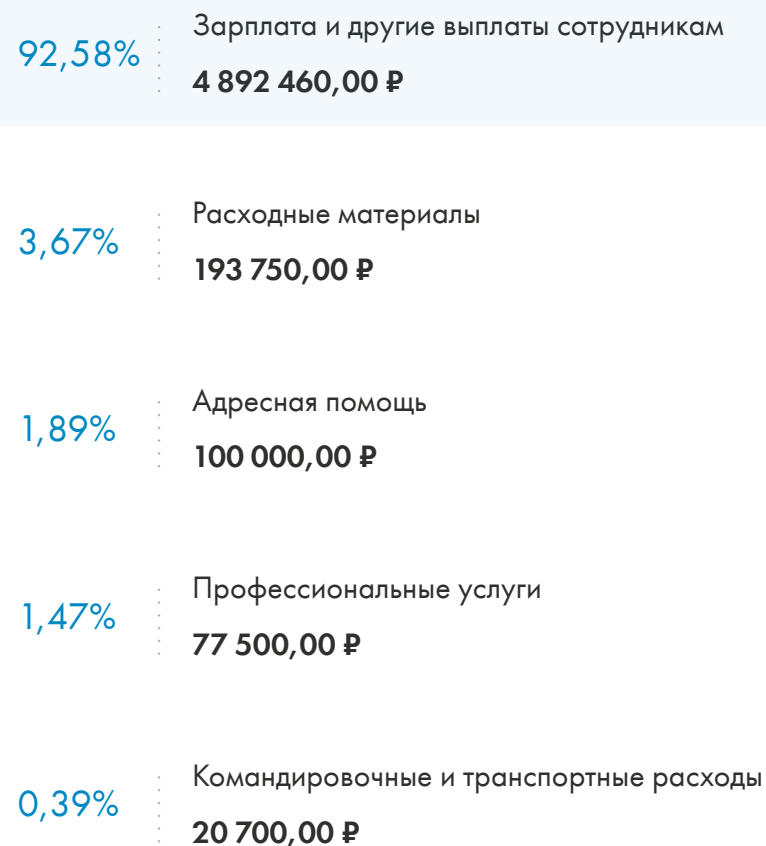 92,58%
Зарплата и другие выплаты сотрудникам
4 892 460,00 ₽
3,67%
Расходные материалы
193 750,00 ₽
1,89%
Адресная помощь
100 000,00 ₽
1,47%
Профессиональные услуги
77 500,00 ₽
0,39%
Командировочные и транспортные расходы
20 700,00 ₽